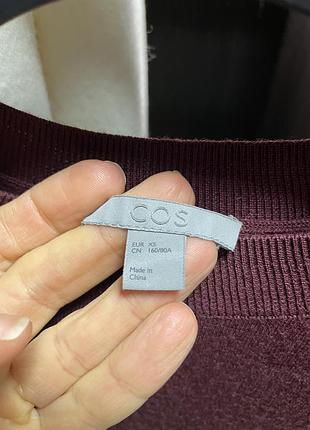 COS
EUR XS
CN 160/80A
Made in
China